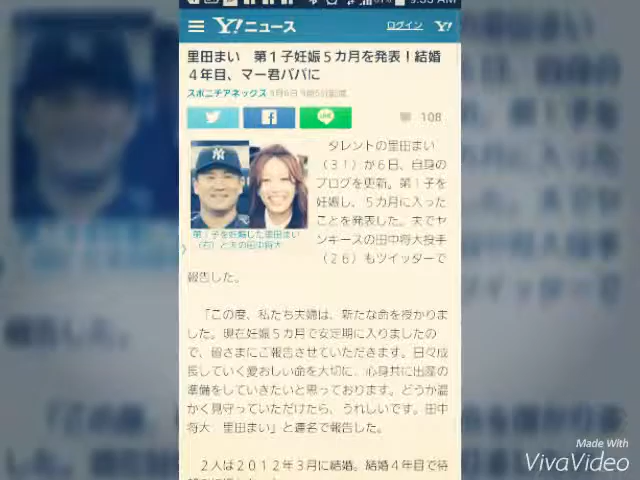 9:53 AM
Y!ニュース
ログイン
Y!
里田まい　第１子妊娠５カ月を発表！結婚
４年目、マー君パパに
スポニチアネックス
108
タレントの里田まい
（３１）が６日、自身の
ブログを更新。第１子を
妊娠し、５カ月に入った
ことを発表した。夫でヤ
ンキースの田中将大投手
（２６）もツイッターで
報告した。
第１子を妊娠した里田まい
（右）と夫の田中将大
「この度、私たち夫婦は、新たな命を授かりま
した。現在妊娠５カ月で安定期に入りましたの
で、皆さまにご報告させていただきます。日々成
長していく愛おしい命を大切に、心身共に出産の
準備をしていきたいと思っております。どうか温
かく見守っていただけたら、うれしいです。田中
将大　里田まい」と連名で報告した。
２人は２０１２年３月に結婚。結婚４年目で待
Made With
VivaVideo